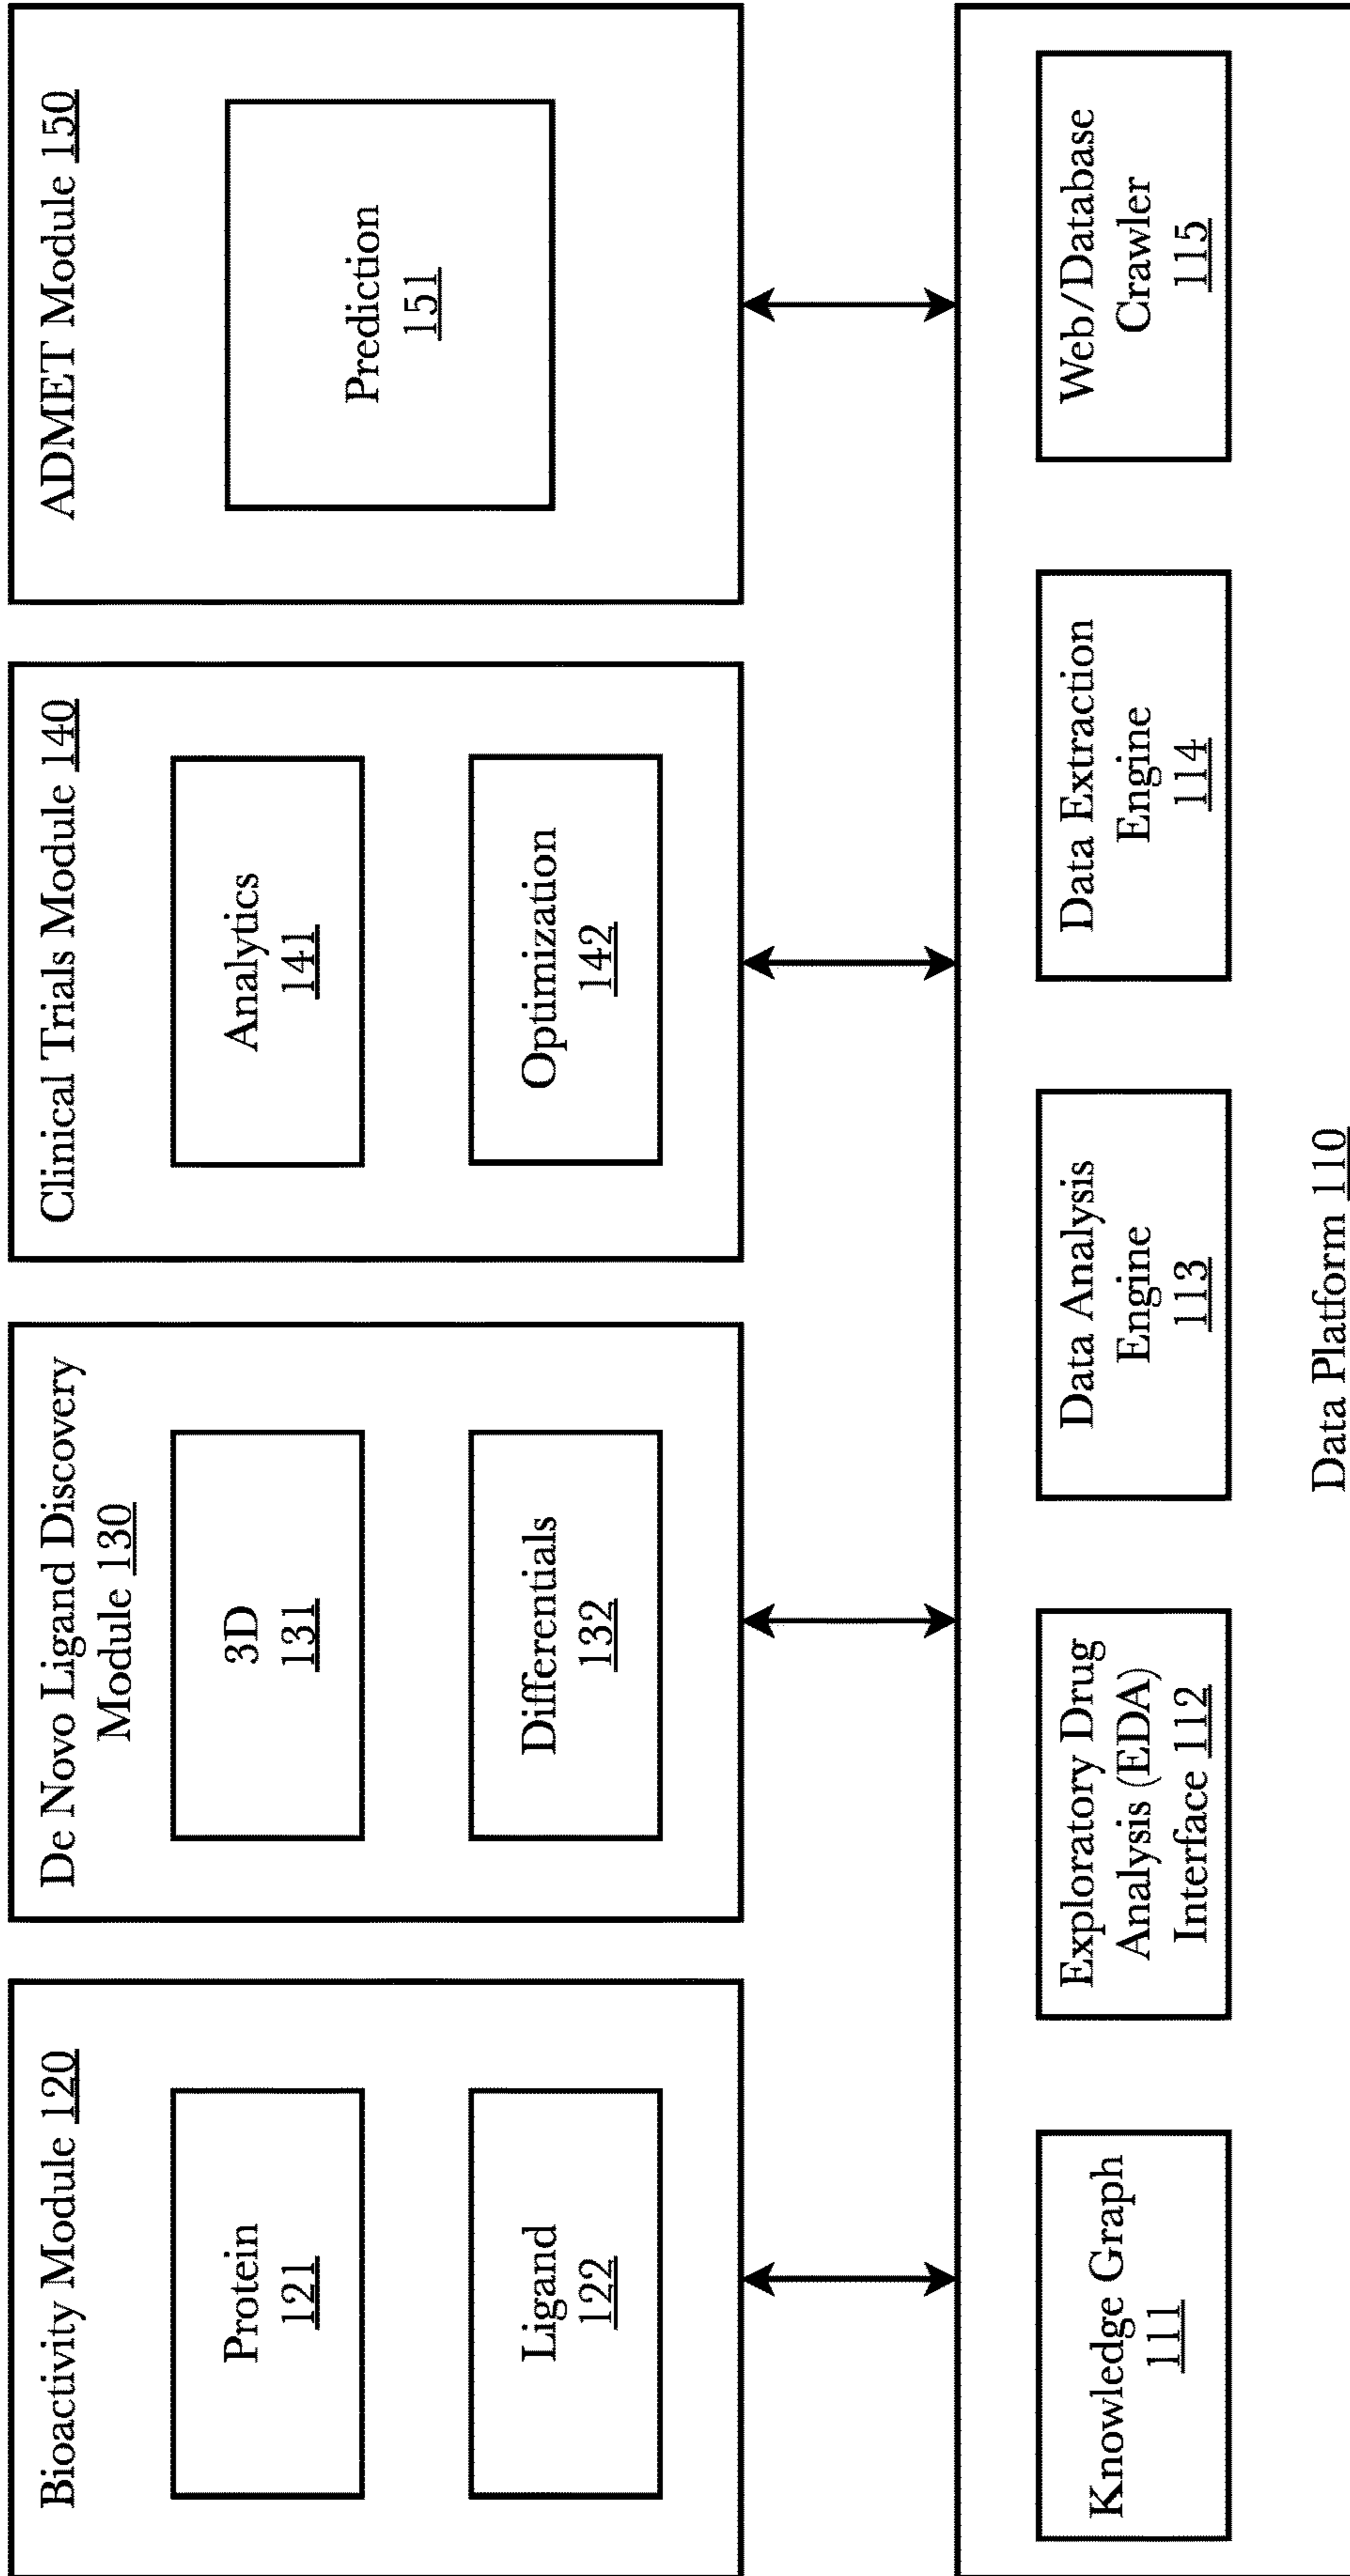 Bioactivity Module 120
Protein
121
Ligand
122
De Novo Ligand Discovery
Module 130
3D
131
Differentials
132
Clinical Trials Module 140
Analytics
141
Optimization
142
ADMET Module 150
Prediction
151
Knowledge Graph
111
Exploratory Drug
Analysis (EDA)
Interface 112
Data Analysis
Engine
113
Data Extraction
Engine
114
Web/Database
Crawler
115
Data Platform 110